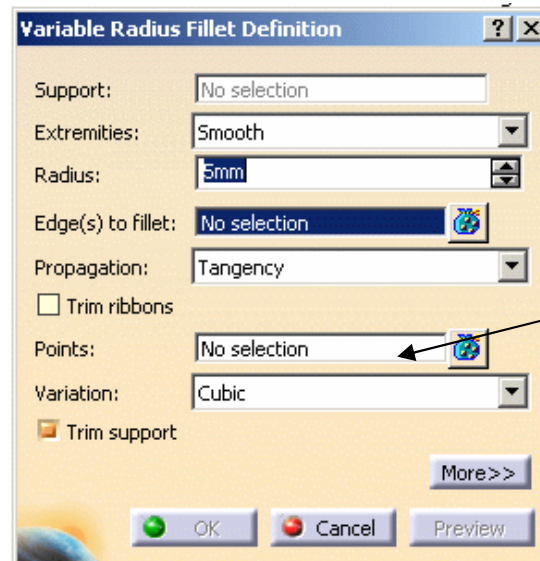 Variable Radius Fillet Definition ? X
Support: No selection
Extremities: Smooth
Radius: 5mm
Edge(s) to fillet: No selection
Propagation: Tangency
Trim ribbons
Points: No selection
Variation: Cubic
Trim support
More>>
OK Cancel Preview